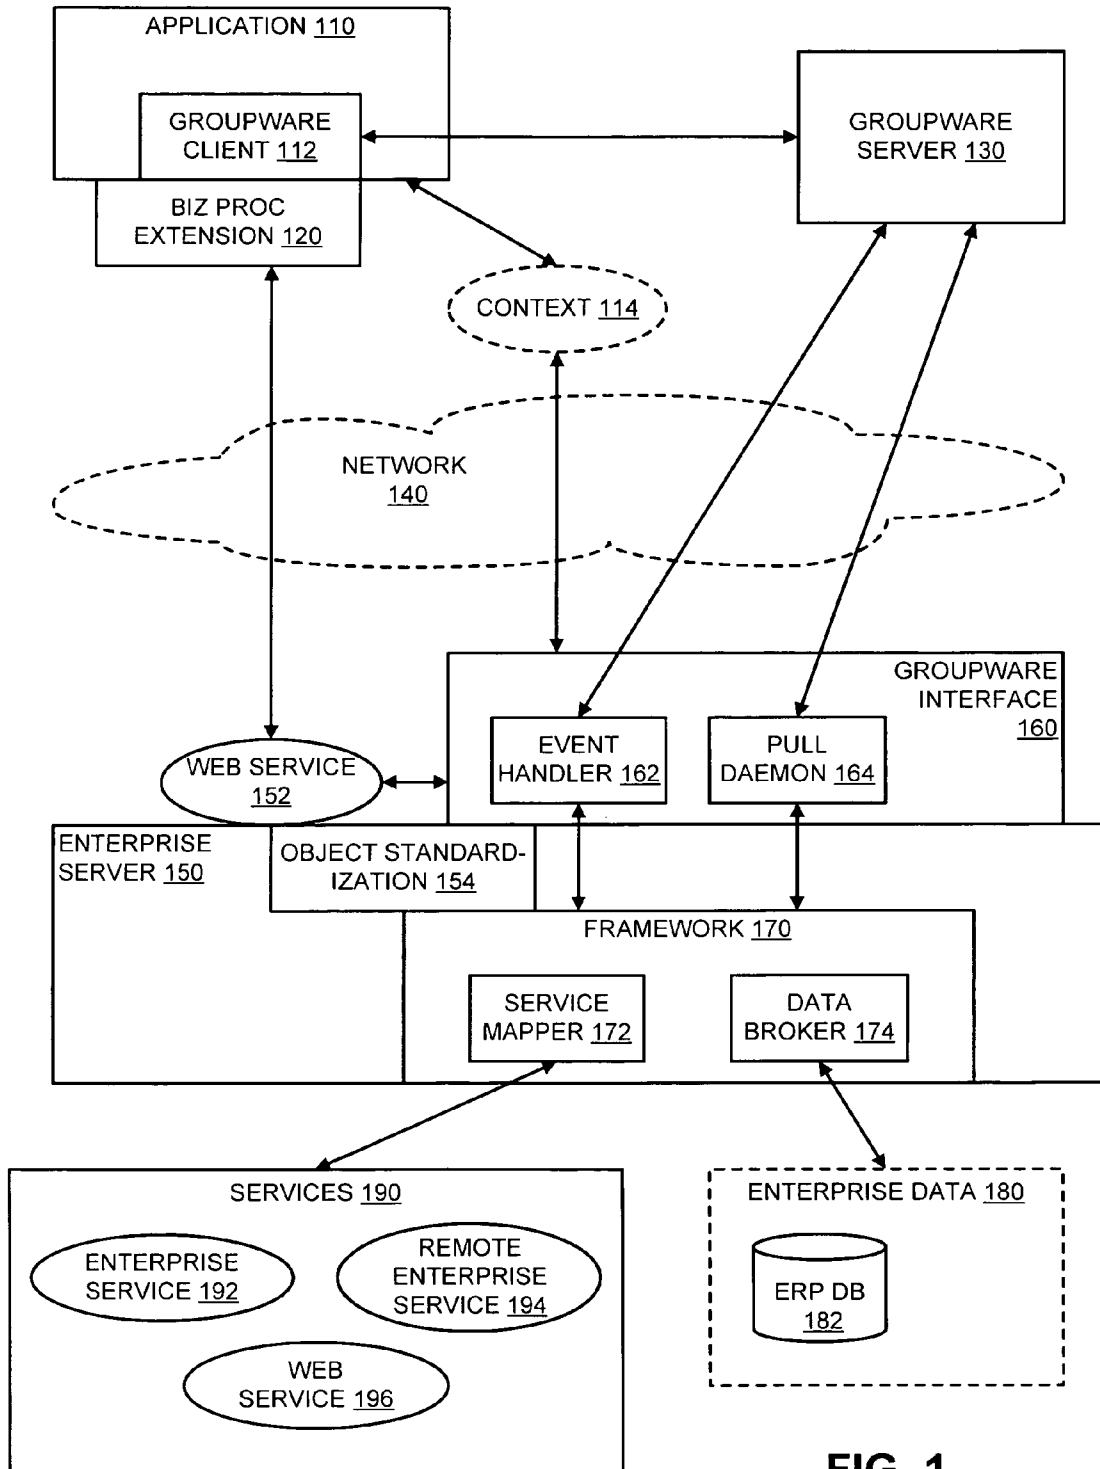 APPLICATION 110
GROUPWARE
CLIENT 112
GROUPWARE
SERVER 130
BIZ PROC
EXTENSION 120
CONTEXT 114
NETWORK
140
GROUPWARE
INTERFACE
160
EVENT
HANDLER 162
PULL
DAEMON 164
WEB SERVICE
152
ENTERPRISE
SERVER 150
OBJECT STANDARD-
IZATION 154
FRAMEWORK 170
SERVICE
MAPPER 172
DATA
BROKER 174
SERVICES 190
ENTERPRISE
SERVICE 192
REMOTE
ENTERPRISE
SERVICE 194
WEB
SERVICE 196
ENTERPRISE DATA 180
ERP DB
182
FIG. 1